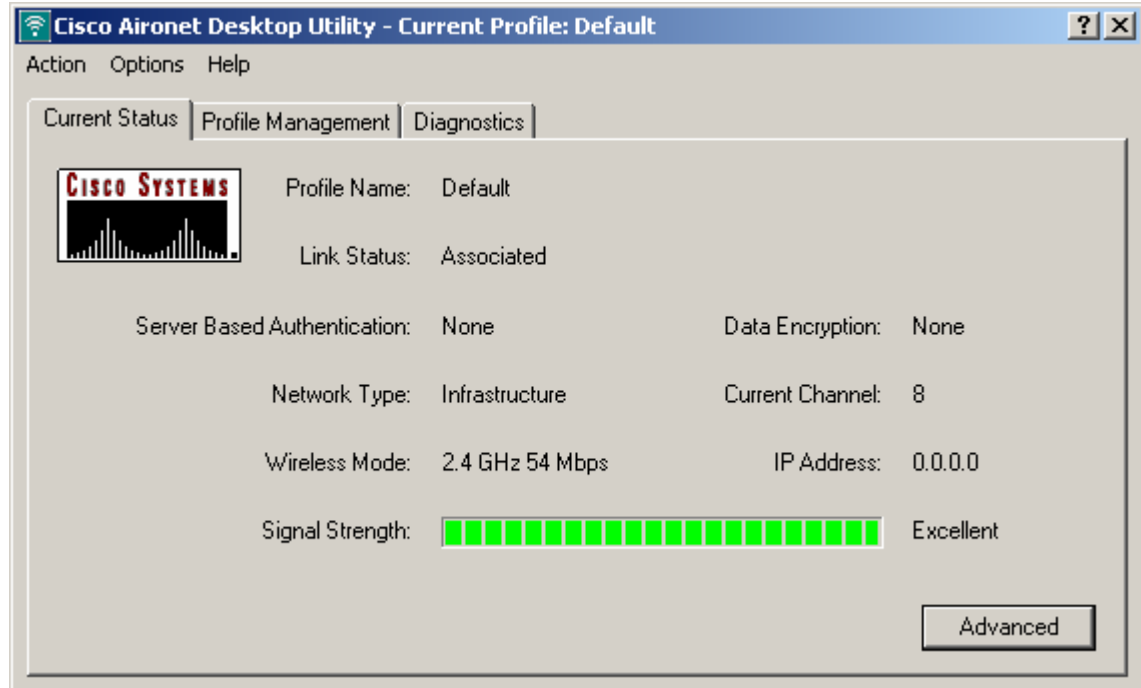 Cisco Aironet Desktop Utility - Current Profile: Default
Action Options Help
Current Status Profile Management Diagnostics
CISCO SYSTEMS
Profile Name: Default
Link Status: Associated
Server Based Authentication: None Data Encryption: None
Network Type: Infrastructure Current Channel: 8
Wireless Mode: 2.4 GHz 54 Mbps IP Address: 0.0.0.0
Signal Strength: Excellent
Advanced